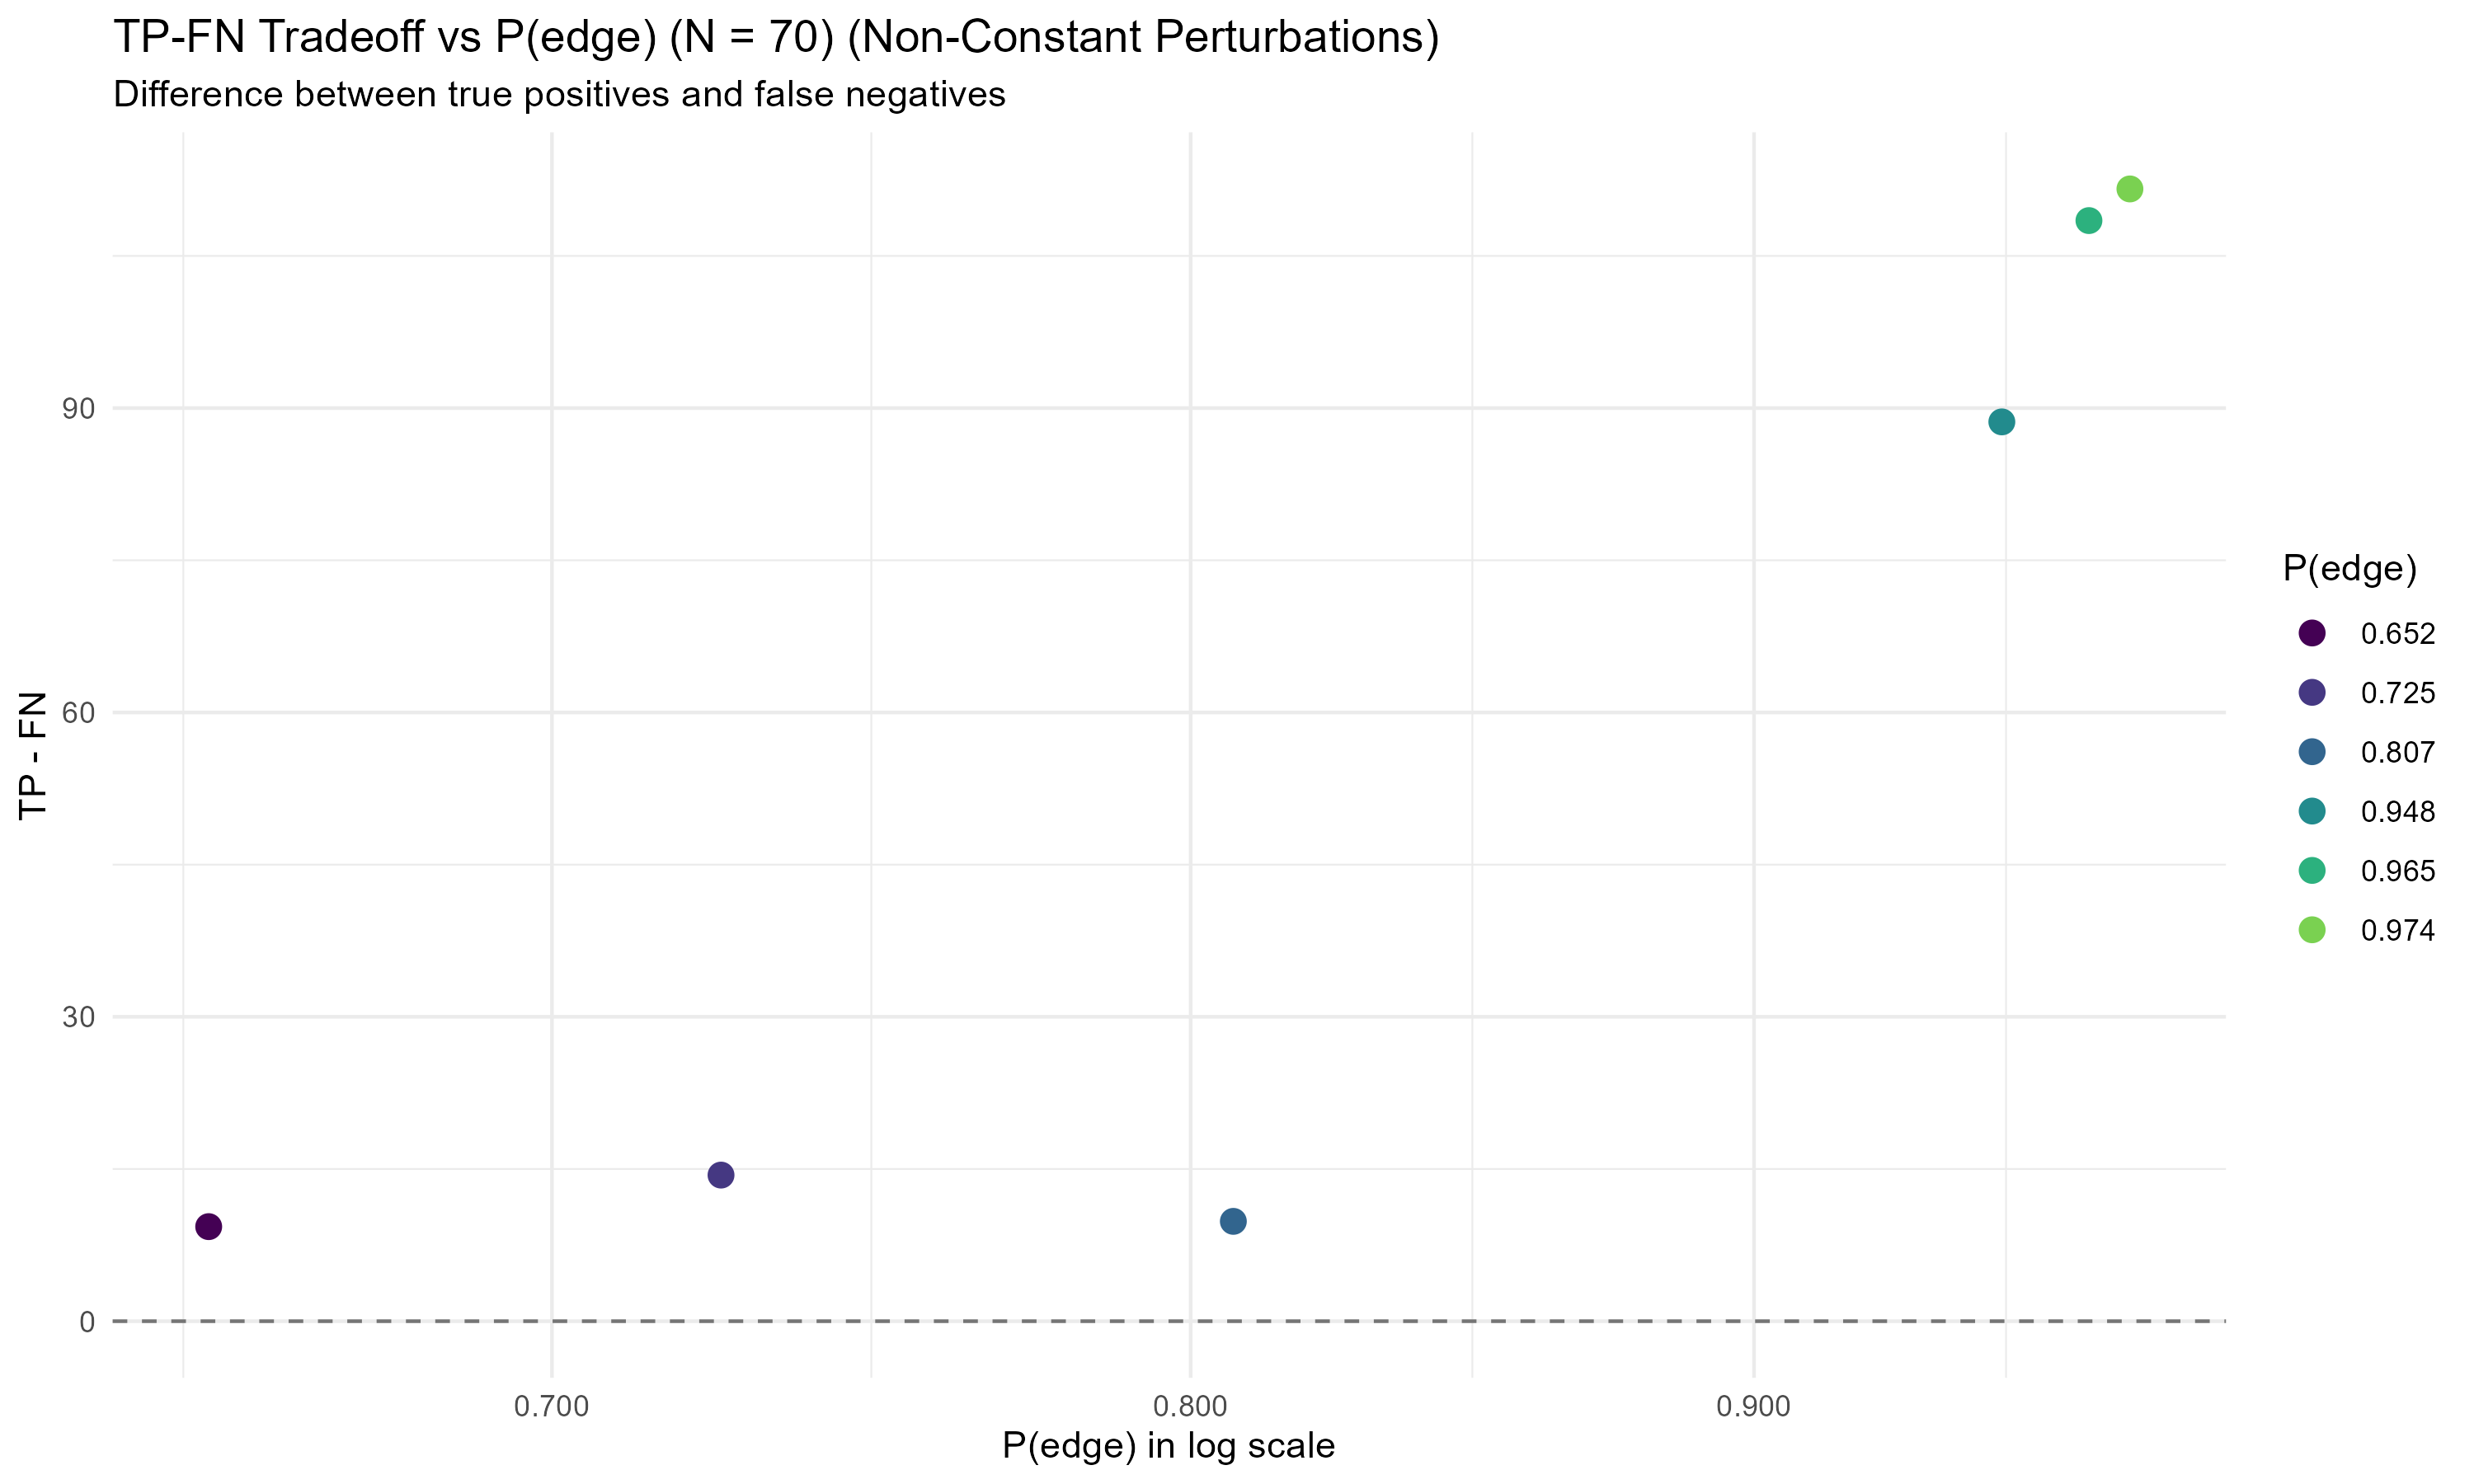 TP-FN Tradeoff vs P(edge) (N = 70) (Non-Constant Perturbations)
Difference between true positives and false negatives
TP - FN
90
60
30
0
0.700
0.800
0.900
P(edge) in log scale
P(edge)
0.652
0.725
0.807
0.948
0.965
0.974